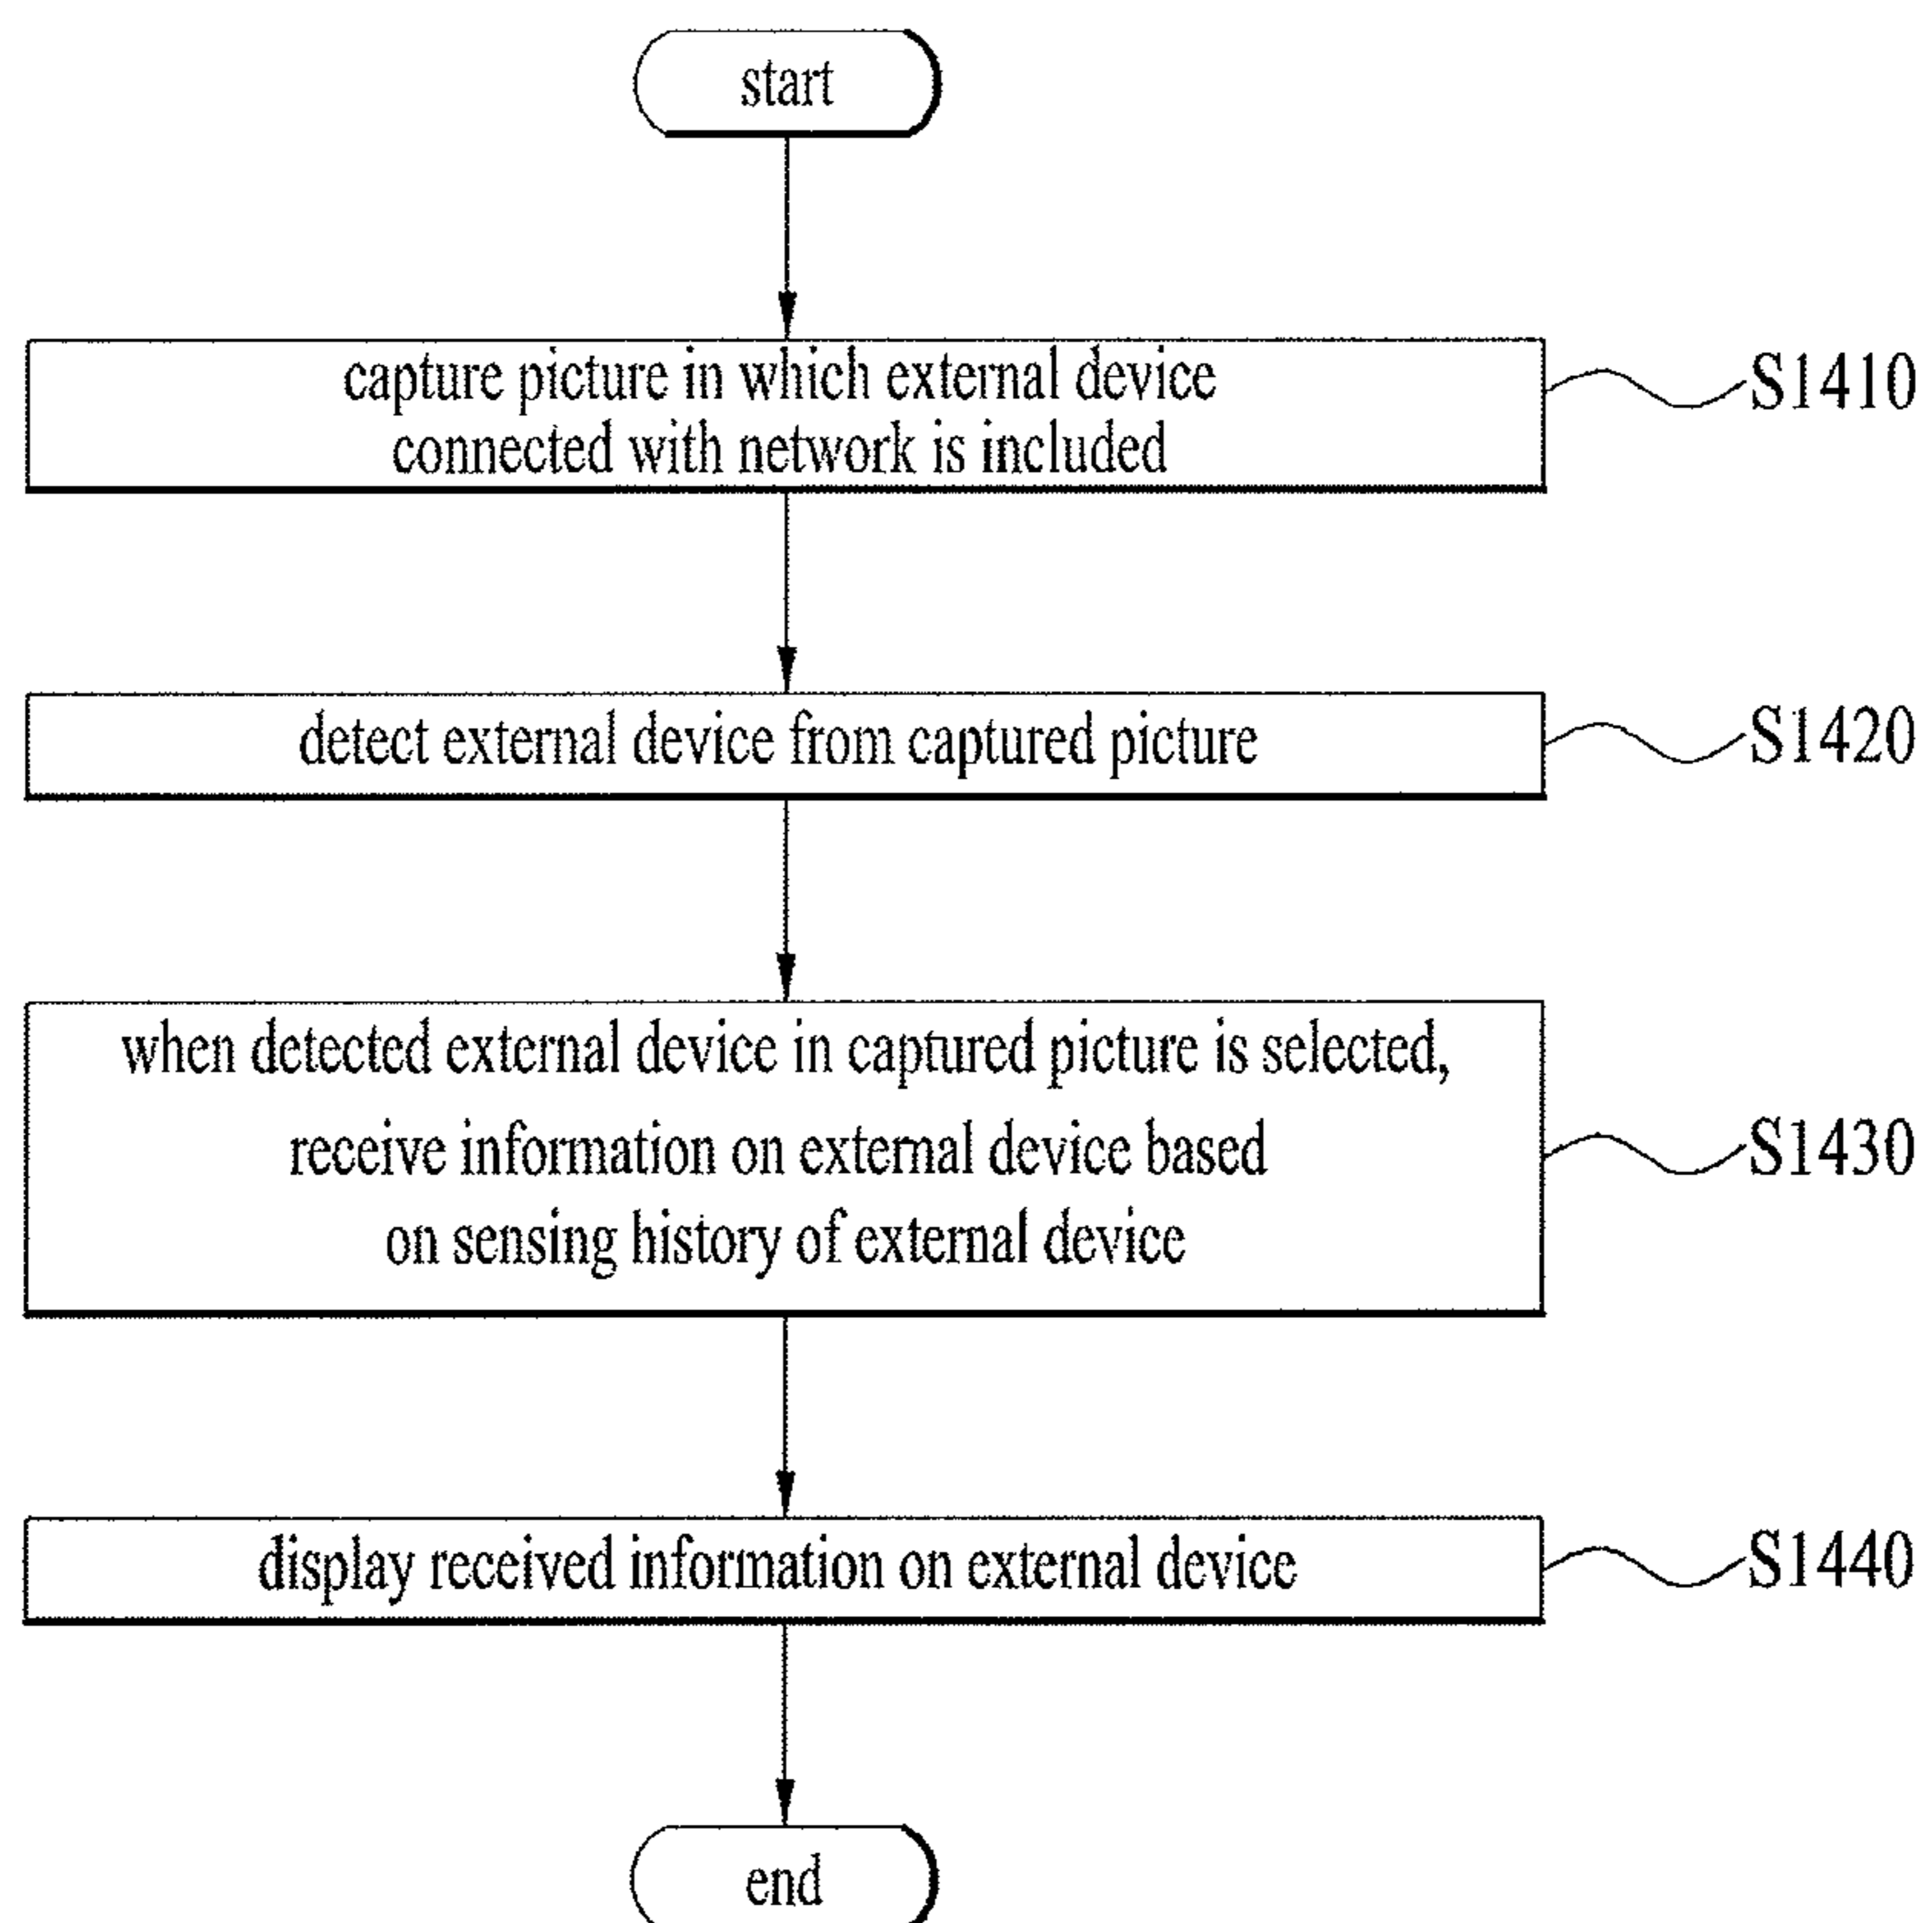 start
capture picture in which external device
connected with network is included
S1410
detect external device from captured picture
S1420
when detected external device in captured picture is selected,
receive information on external device based
on sensing history of external device
S1430
display received information on external device
S1440
end